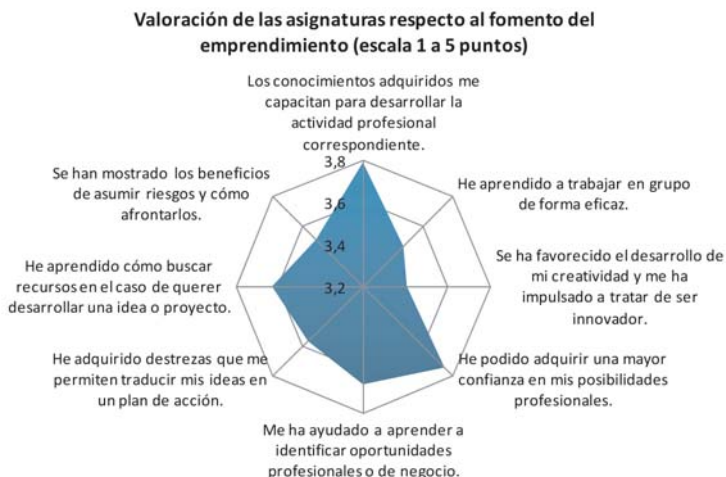 Valoración de las asignaturas respecto al fomento del
emprendimiento (escala 1 a 5 puntos)
Los conocimientos adquiridos me
capacitan para desarrollar la
actividad profesional
correspondiente.
3,8
3,6
3,4
3,2
He aprendido a trabajar en grupo
de forma eficaz.
Se ha favorecido el desarrollo de
mi creatividad y me ha
impulsado a tratar de ser
innovador.
He podido adquirir una mayor
confianza en mis posibilidades
profesionales.
Me ha ayudado a aprender a
identificar oportunidades
profesionales o de negocio.
He adquirido destrezas que me
permiten traducir mis ideas en
un plan de acción.
He aprendido cómo buscar
recursos en el caso de querer
desarrollar una idea o proyecto.
Se han mostrado los beneficios
de asumir riesgos y cómo
afrontarlos.